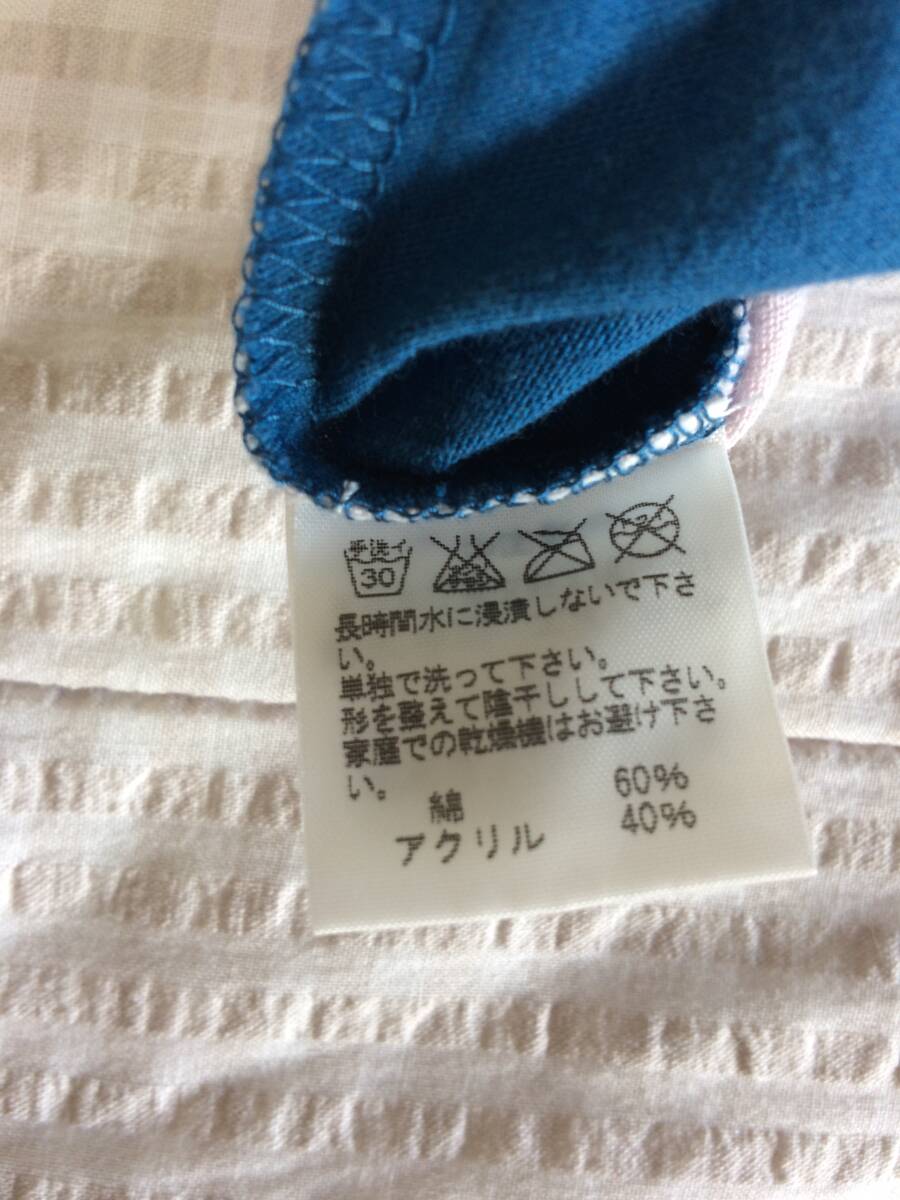 手洗イ
30
長時間水に浸漬しないで下さ
い。
単独で洗って下さい。
形を整えて陰干しして下さい。
家庭での乾燥機はお避け下さ
い。
綿 60%
アクリル 40%